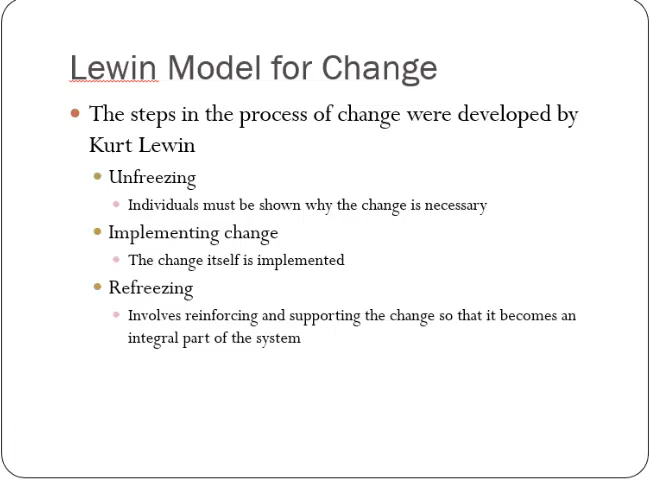 Lewin Model for Change
The steps in the process of change were developed by
Kurt Lewin
Unfreezing
Individuals must be shown why the change is necessary
Implementing change
The change itself is implemented
Refreezing
Involves reinforcing and supporting the change so that it becomes an
integral part of the system